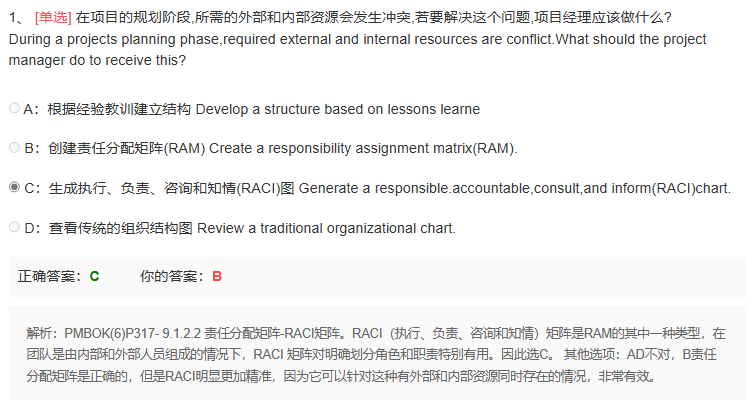 1、 [单选] 在项目的规划阶段,所需的外部和内部资源会发生冲突,若要解决这个问题,项目经理应该做什么?
During a projects planning phase,required external and internal resources are conflict.What should the project
manager do to receive this?
A：根据经验教训建立结构 Develop a structure based on lessons learne
B：创建责任分配矩阵(RAM) Create a responsibility assignment matrix(RAM).
C：生成执行、负责、咨询和知情(RACI)图 Generate a responsible.accountable,consult,and inform(RACI)chart.
D：查看传统的组织结构图 Review a traditional organizational chart.
正确答案：C 你的答案：B
解析：PMBOK(6)P317- 9.1.2.2 责任分配矩阵-RACI矩阵。RACI（执行、负责、咨询和知情）矩阵是RAM的其中一种类型，在
团队是由内部和外部人员组成的情况下，RACI 矩阵对明确划分角色和职责特别有用。因此选C。 其他选项：AD不对，B责任
分配矩阵是正确的，但是RACI明显更加精准，因为它可以针对这种有外部和内部资源同时存在的情况，非常有效。